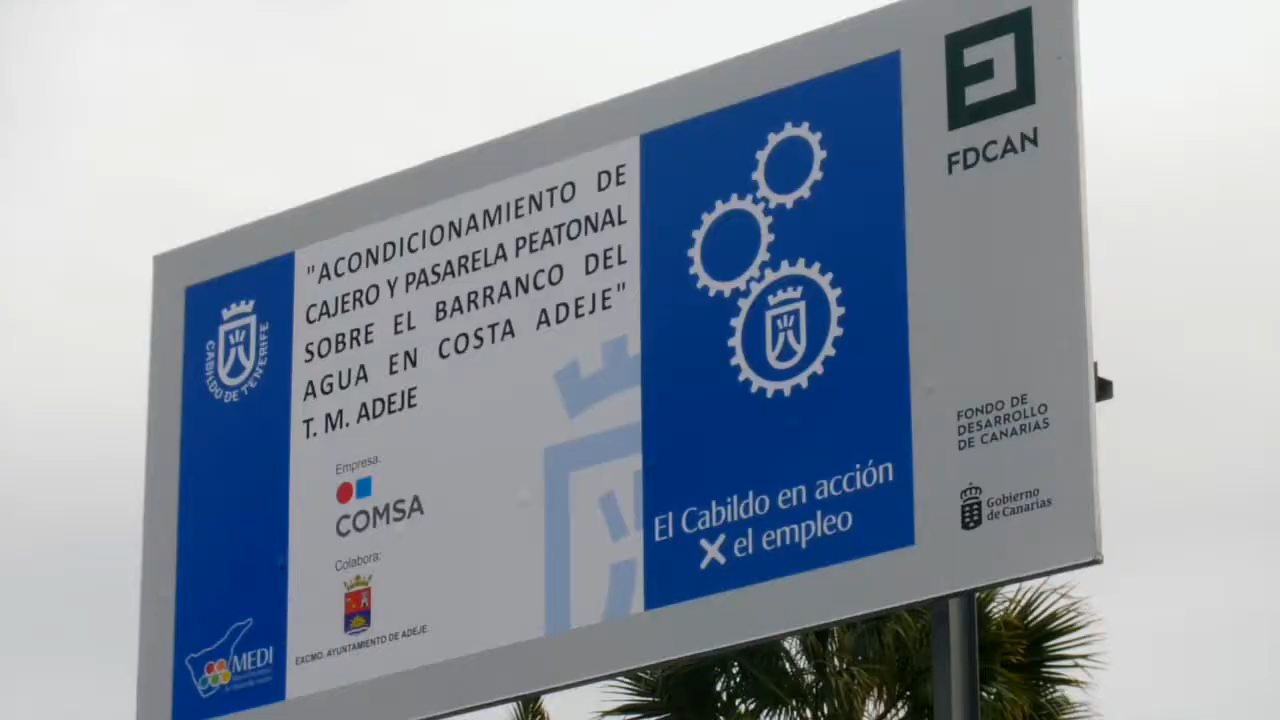 "ACONDICIONAMIENTO DE
CAJERO Y PASARELA PEATONAL
SOBRE EL BARRANCO DEL
AGUA EN COSTA ADEJE"
T. M. ADEJE
CABILDO DE TENERIFE
Empresa:
COMSA
Colabora:
EXCMO. AYUNTAMIENTO DE ADEJE.
MEDI
El Cabildo en acción
X el empleo
FDCAN
FONDO DE
DESARROLLO
DE CANARIAS
Gobierno
de Canarias